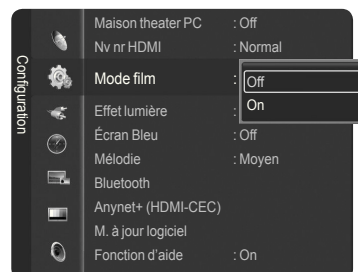 Configuration
Maison theater PC : Off
Nv nr HDMI : Normal
Mode film : Off
On
Effet lumière :
Écran Bleu : Off
Mélodie : Moyen
Bluetooth
Anynet+ (HDMI-CEC)
M. à jour logiciel
Fonction d'aide : On